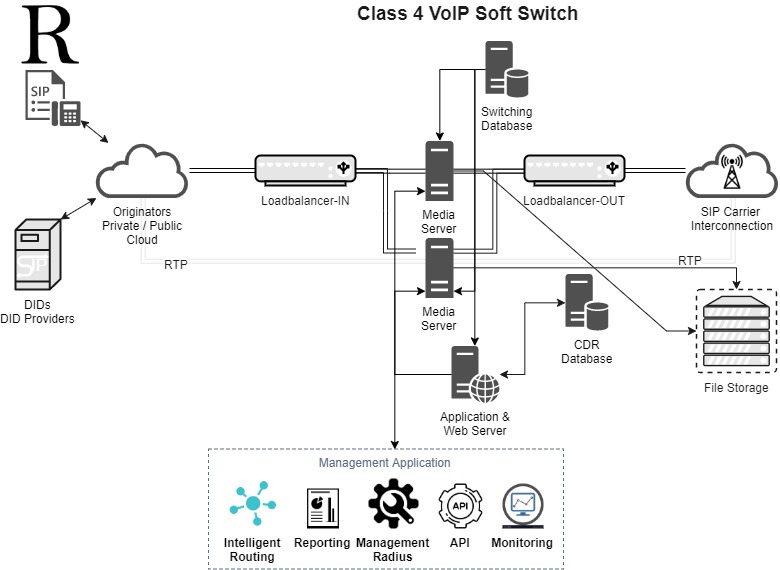 Class 4 VoIP Soft Switch
R
SIP
Switching
Database
Originators
Private / Public
Cloud
Loadbalancer-IN
Media
Server
Loadbalancer-OUT
SIP Carrier
Interconnection
SIP
RTP
RTP
DIDs
DID Providers
Media
Server
CDR
Database
File Storage
Application &
Web Server
Management Application
API
Intelligent
Routing
Reporting
Management
Radius
API
Monitoring